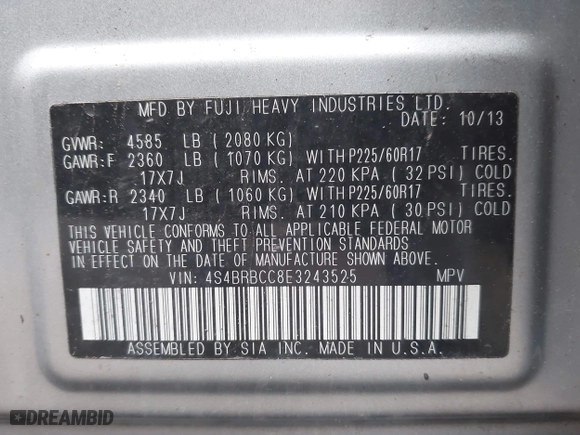 MFD BY FUJI HEAVY INDUSTRIES LTD.
DATE: 10/13
GVWR: 4585 LB (2080 KG)
GAWR:F 2360 LB (1070 KG) WITH P225/60R17 TIRES.
17X7J RIMS. AT 220 KPA (32 PSI) COLD
GAWR:R 2340 LB (1060 KG) WITH P225/60R17 TIRES.
17X7J RIMS. AT 210 KPA (30 PSI) COLD
THIS VEHICLE CONFORMS TO ALL APPLICABLE FEDERAL MOTOR
VEHICLE SAFETY AND THEFT PREVENTION STANDARDS
IN EFFECT ON THE DATE OF MANUFACTURE SHOWN ABOVE.
VIN: 4S4BRBCC8E3243525 MPV
ASSEMBLED BY SIA INC. MADE IN U.S.A.
DREAMBID